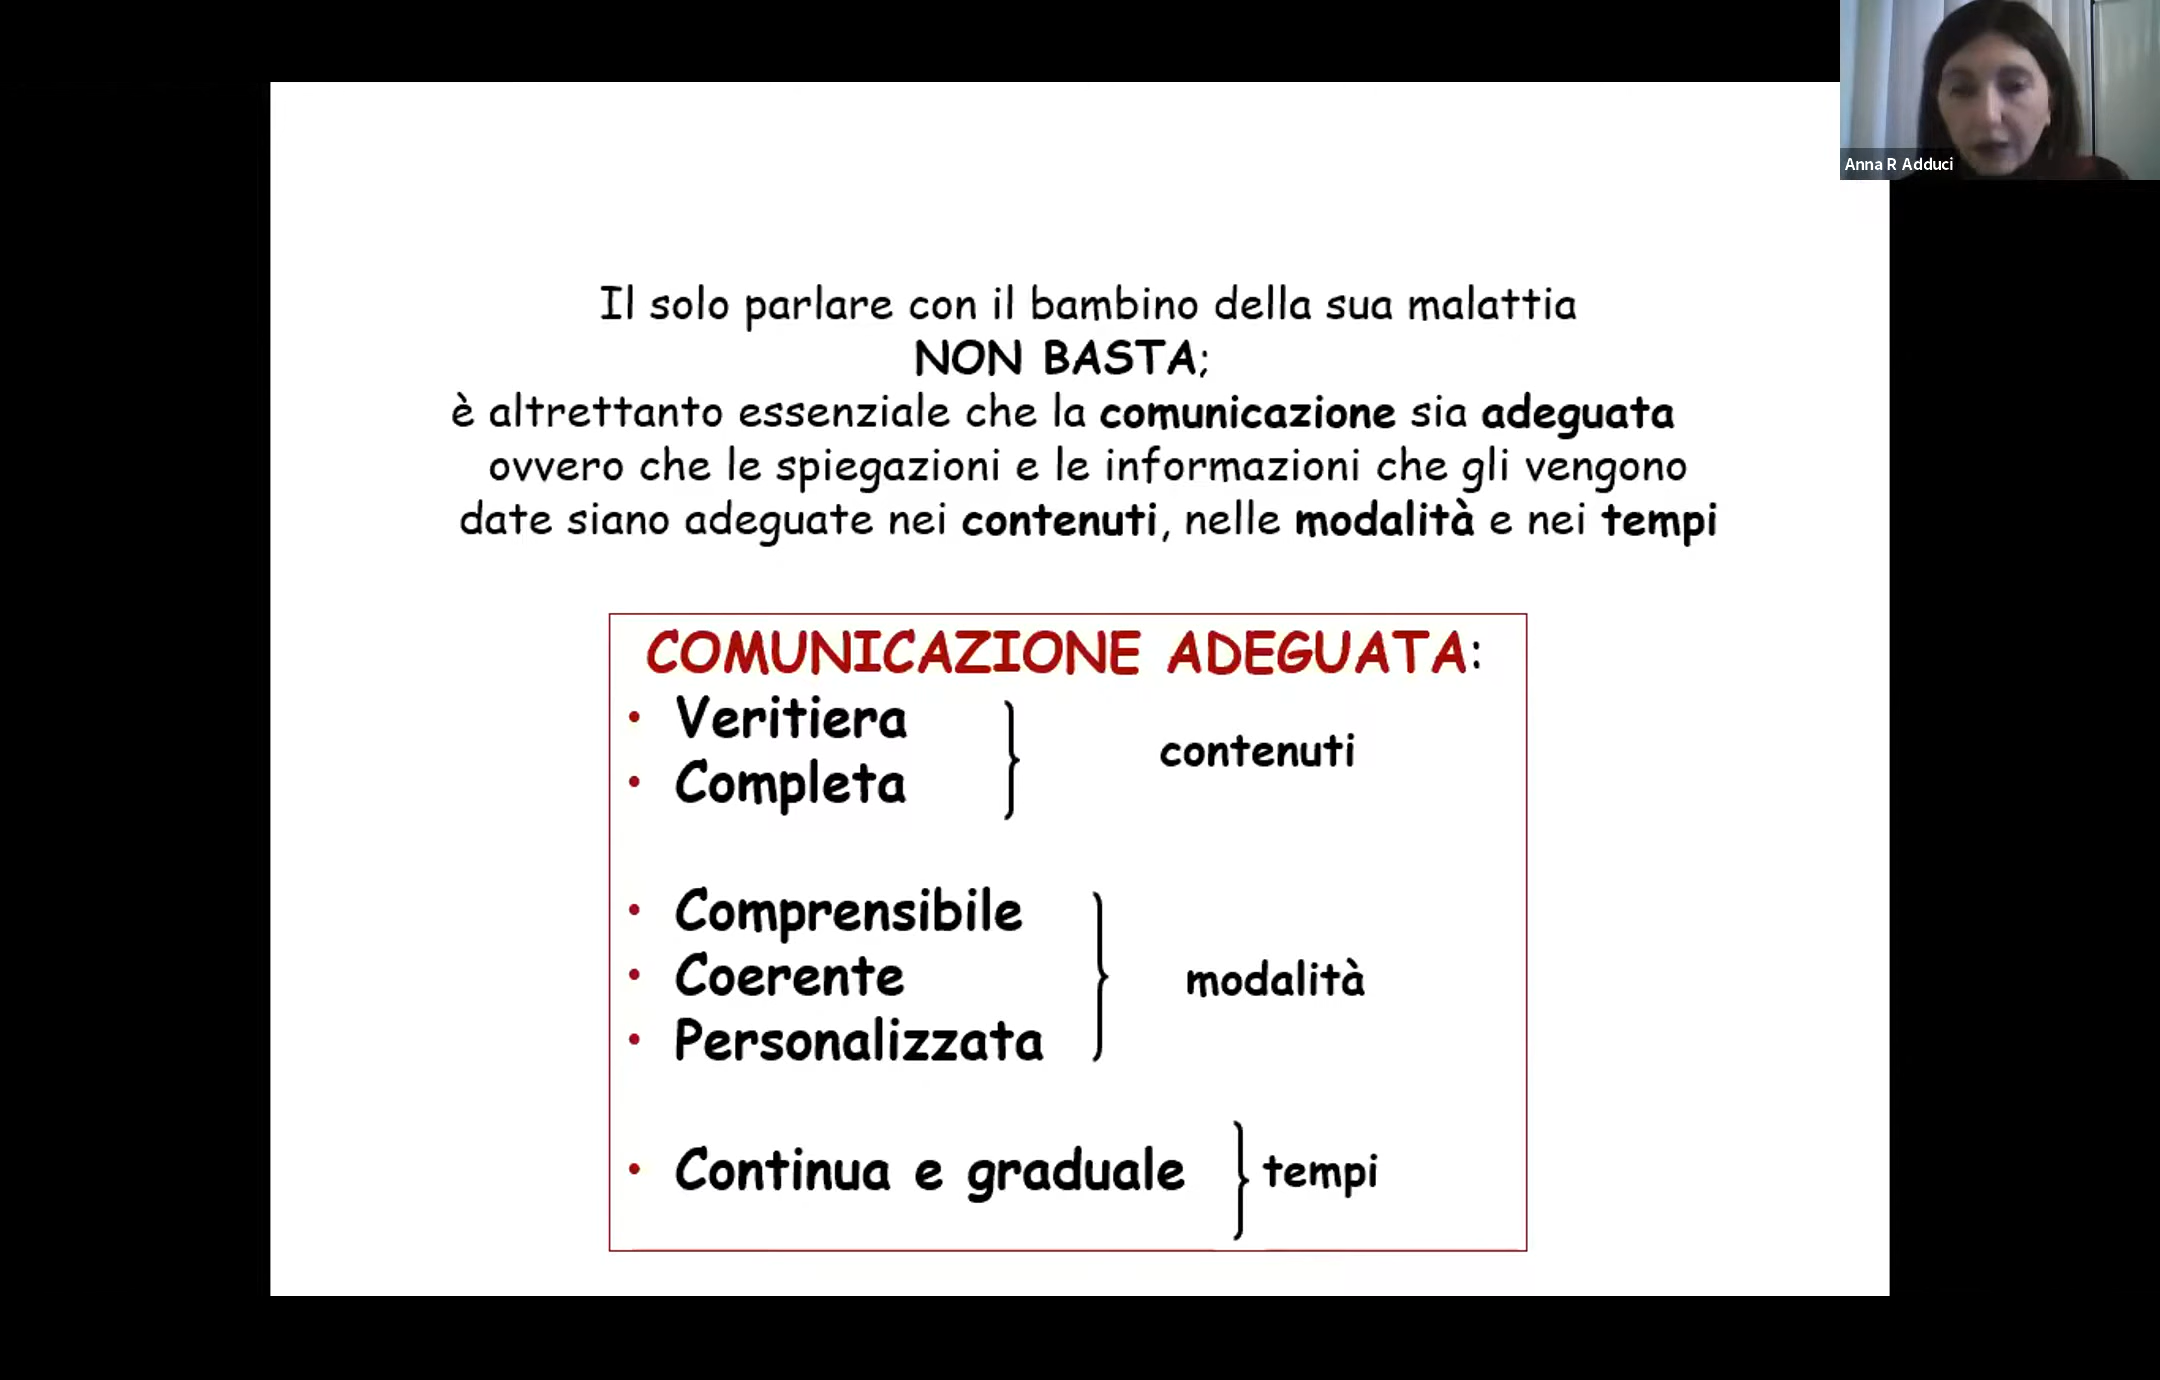 Anna R Adduci
Il solo parlare con il bambino della sua malattia
NON BASTA;
è altrettanto essenziale che la comunicazione sia adeguata
ovvero che le spiegazioni e le informazioni che gli vengono
date siano adeguate nei contenuti, nelle modalità e nei tempi
COMUNICAZIONE ADEGUATA:
• Veritiera
• Completa
contenuti
• Comprensibile
• Coerente
• Personalizzata
modalità
• Continua e graduale
tempi